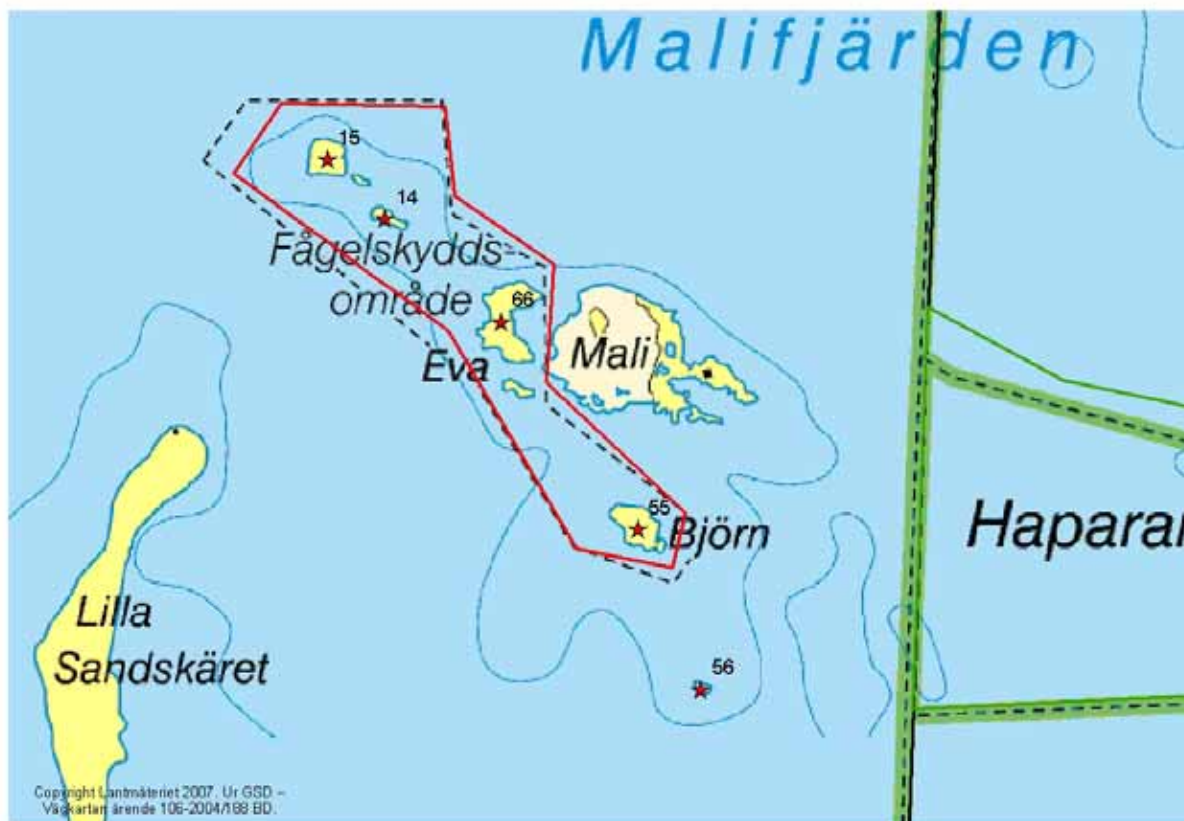 Malifjärden
15
14
Fågelskydds-
område
66
Eva
Mali
55
Björn
Haparan
Lilla
Sandskäret
56
Copyright Lantmäteriet 2007. Ur GSD –
Vägkartan ärende 106-2004/188 BD.